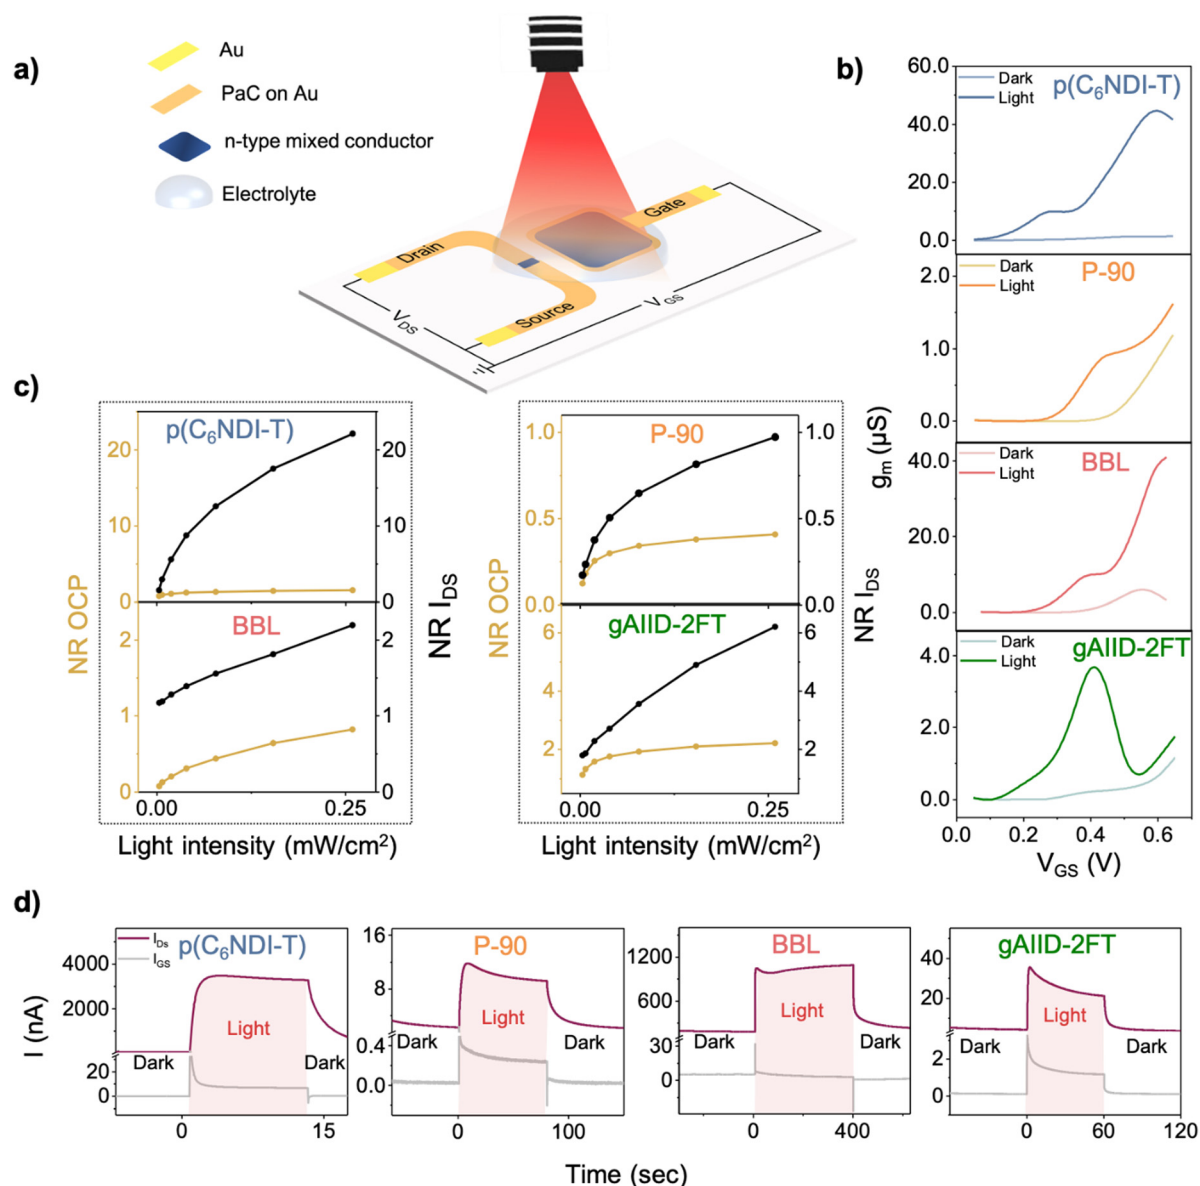 a)
Au
PaC on Au
n-type mixed conductor
Electrolyte
Drain
Gate
Source
V_DS
V_GS
b)
60.0
40.0
20.0
0.0
Dark
Light
p(C₆NDI-T)
2.0
1.0
0.0
Dark
Light
P-90
40.0
20.0
0.0
Dark
Light
BBL
4.0
2.0
0.0
Dark
Light
gAIID-2FT
g_m (μS)
0.0 0.2 0.4 0.6
V_GS (V)
c)
p(C₆NDI-T)
20
10
0
20
10
0
BBL
2
1
0
2
1
0
0.00 0.25
NR OCP
NR I_DS
Light intensity (mW/cm²)
P-90
1.0
0.5
0.0
1.0
0.5
0.0
gAIID-2FT
6
4
2
6
4
2
0.00 0.25
NR OCP
NR I_DS
Light intensity (mW/cm²)
d)
I (nA)
I_Ds
I_GS
p(C₆NDI-T)
4000
2000
20
0
Dark
Light
Dark
0 15
P-90
16
8
0.4
0.0
Dark
Light
Dark
0 100
BBL
1200
600
30
0
Dark
Light
Dark
0 400
gAIID-2FT
40
20
2
0
Dark
Light
Dark
0 60 120
Time (sec)